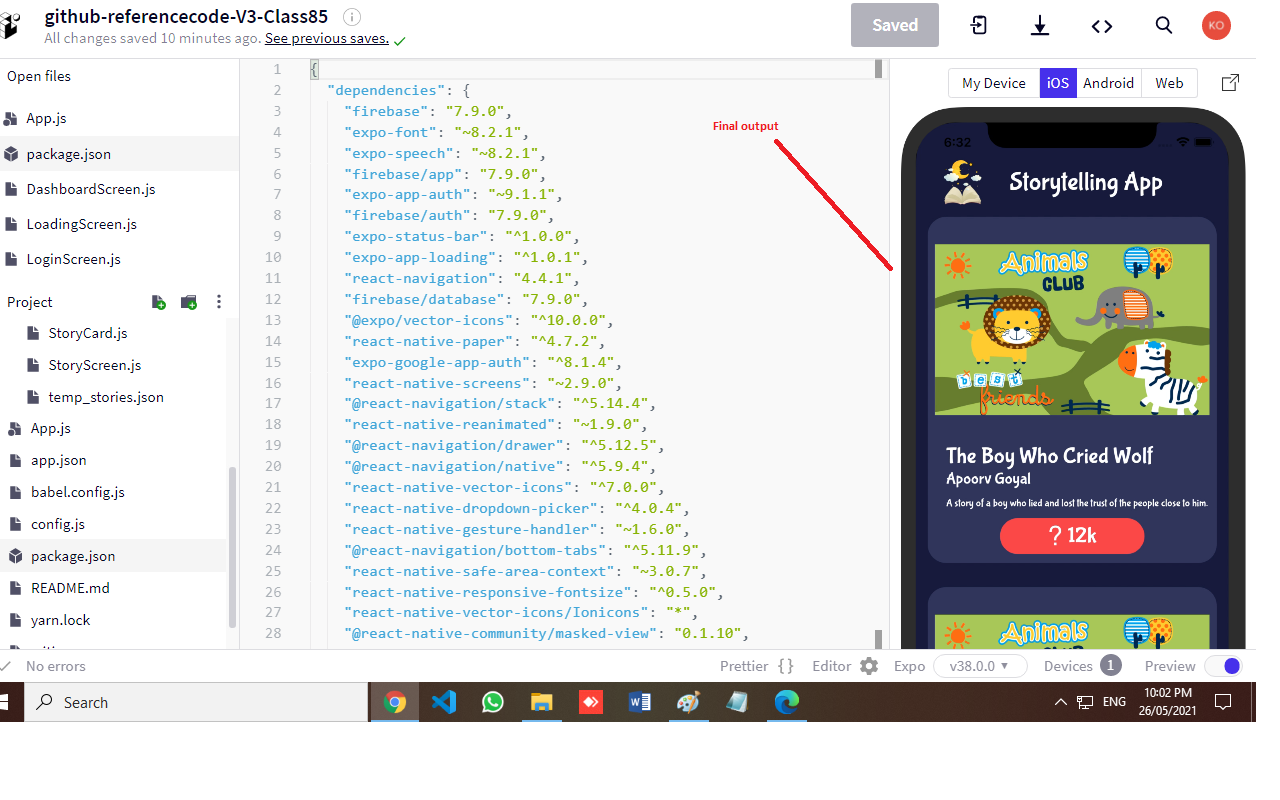 github-referencecode-V3-Class85
All changes saved 10 minutes ago. See previous saves.
Saved
KO
Open files
App.js
package.json
DashboardScreen.js
LoadingScreen.js
LoginScreen.js
Project
StoryCard.js
StoryScreen.js
temp_stories.json
App.js
app.json
babel.config.js
config.js
package.json
README.md
yarn.lock
1 {
2 "dependencies": {
3 "firebase": "7.9.0",
4 "expo-font": "~8.2.1",
5 "expo-speech": "~8.2.1",
6 "firebase/app": "7.9.0",
7 "expo-app-auth": "~9.1.1",
8 "firebase/auth": "7.9.0",
9 "expo-status-bar": "^1.0.0",
10 "expo-app-loading": "^1.0.1",
11 "react-navigation": "4.4.1",
12 "firebase/database": "7.9.0",
13 "@expo/vector-icons": "^10.0.0",
14 "react-native-paper": "^4.7.2",
15 "expo-google-app-auth": "^8.1.4",
16 "react-native-screens": "~2.9.0",
17 "@react-navigation/stack": "^5.14.4",
18 "react-native-reanimated": "~1.9.0",
19 "@react-navigation/drawer": "^5.12.5",
20 "@react-navigation/native": "^5.9.4",
21 "react-native-vector-icons": "^7.0.0",
22 "react-native-dropdown-picker": "^4.0.4",
23 "react-native-gesture-handler": "~1.6.0",
24 "@react-navigation/bottom-tabs": "^5.11.9",
25 "react-native-safe-area-context": "~3.0.7",
26 "react-native-responsive-fontsize": "^0.5.0",
27 "react-native-vector-icons/Ionicons": "*",
28 "@react-native-community/masked-view": "0.1.10",
Final output
My Device iOS Android Web
6:32
Storytelling App
Animals
CLUB
best
friends
The Boy Who Cried Wolf
Apoorv Goyal
A story of a boy who lied and lost the trust of the people close to him.
? 12k
Animals
CLUB
No errors
Prettier {} Editor Expo v38.0.0 Devices 1 Preview
Search
ENG
10:02 PM
26/05/2021